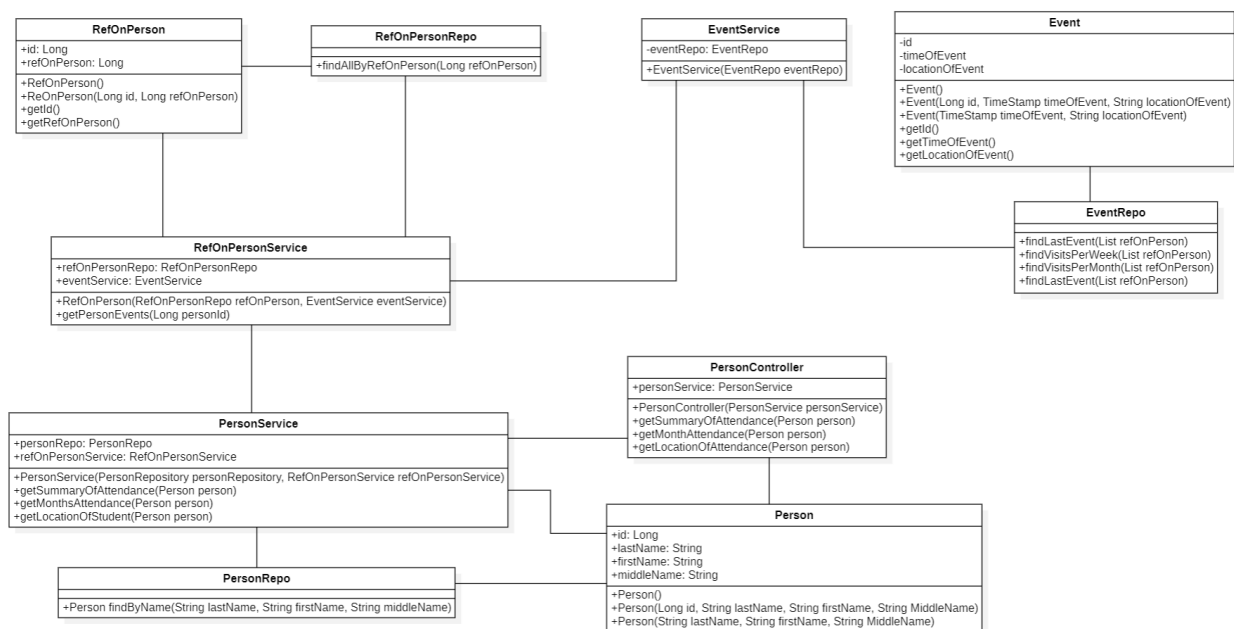 RefOnPerson
+id: Long
+refOnPerson: Long
+RefOnPerson()
+ReOnPerson(Long id, Long refOnPerson)
+getId()
+getRefOnPerson()
RefOnPersonRepo
+findAllByRefOnPerson(Long refOnPerson)
EventService
-eventRepo: EventRepo
+EventService(EventRepo eventRepo)
Event
-id
-timeOfEvent
-locationOfEvent
+Event()
+Event(Long id, TimeStamp timeOfEvent, String locationOfEvent)
+Event(TimeStamp timeOfEvent, String locationOfEvent)
+getId()
+getTimeOfEvent()
+getLocationOfEvent()
EventRepo
+findLastEvent(List refOnPerson)
+findVisitsPerWeek(List refOnPerson)
+findVisitsPerMonth(List refOnPerson)
+findLastEvent(List refOnPerson)
RefOnPersonService
+refOnPersonRepo: RefOnPersonRepo
+eventService: EventService
+RefOnPerson(RefOnPersonRepo refOnPerson, EventService eventService)
+getPersonEvents(Long personId)
PersonController
+personService: PersonService
+PersonController(PersonService personService)
+getSummaryOfAttendance(Person person)
+getMonthAttendance(Person person)
+getLocationOfAttendance(Person person)
PersonService
+personRepo: PersonRepo
+refOnPersonService: RefOnPersonService
+PersonService(PersonRepository personRepository, RefOnPersonService refOnPersonService)
+getSummaryOfAttendance(Person person)
+getMonthsAttendance(Person person)
+getLocationOfStudent(Person person)
Person
+id: Long
+lastName: String
+firstName: String
+middleName: String
+Person()
+Person(Long id, String lastName, String firstName, String MiddleName)
+Person(String lastName, String firstName, String MiddleName)
PersonRepo
+Person findByName(String lastName, String firstName, String middleName)